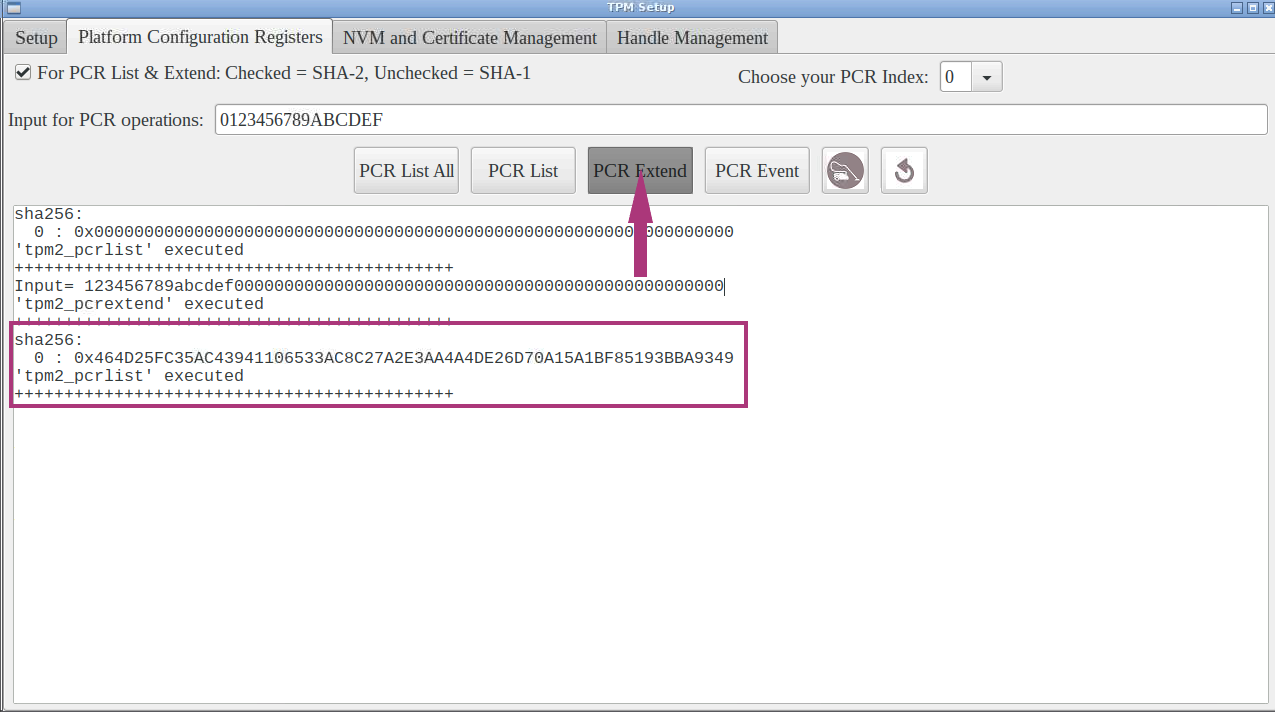 TPM Setup
Setup Platform Configuration Registers NVM and Certificate Management Handle Management
For PCR List & Extend: Checked = SHA-2, Unchecked = SHA-1 Choose your PCR Index: 0
Input for PCR operations: 0123456789ABCDEF
PCR List All PCR List PCR Extend PCR Event
sha256:
0 : 0x0000000000000000000000000000000000000000000000000000000000000000
'tpm2_pcrlist' executed
++++++++++++++++++++++++++++++++++++++++++++
Input= 123456789abcdef0000000000000000000000000000000000000000000000000
'tpm2_pcrextend' executed
++++++++++++++++++++++++++++++++++++++++++++
sha256:
0 : 0x464D25FC35AC43941106533AC8C27A2E3AA4A4DE26D70A15A1BF85193BBA9349
'tpm2_pcrlist' executed
++++++++++++++++++++++++++++++++++++++++++++